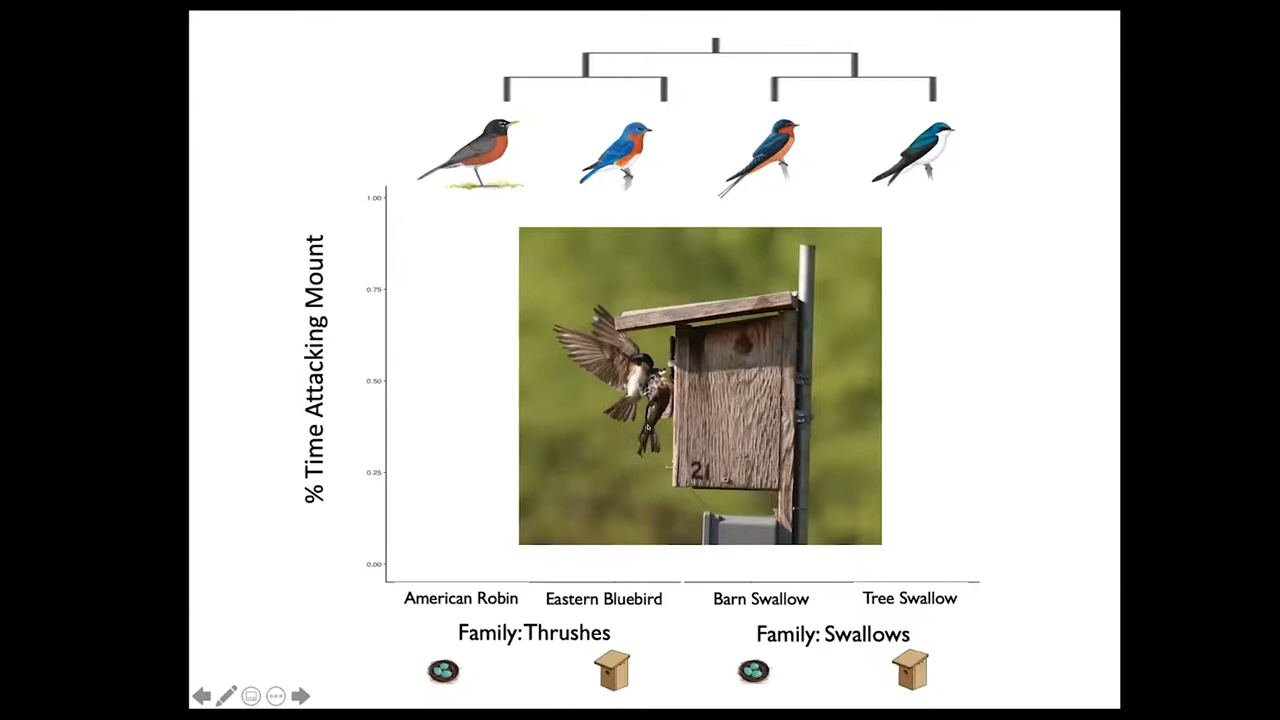 % Time Attacking Mount
1.00
0.75
0.50
0.25
0.00
21
American Robin Eastern Bluebird Barn Swallow Tree Swallow
Family: Thrushes Family: Swallows